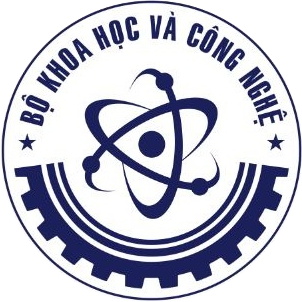 BỘ KHOA HỌC VÀ CÔNG NGHỆ